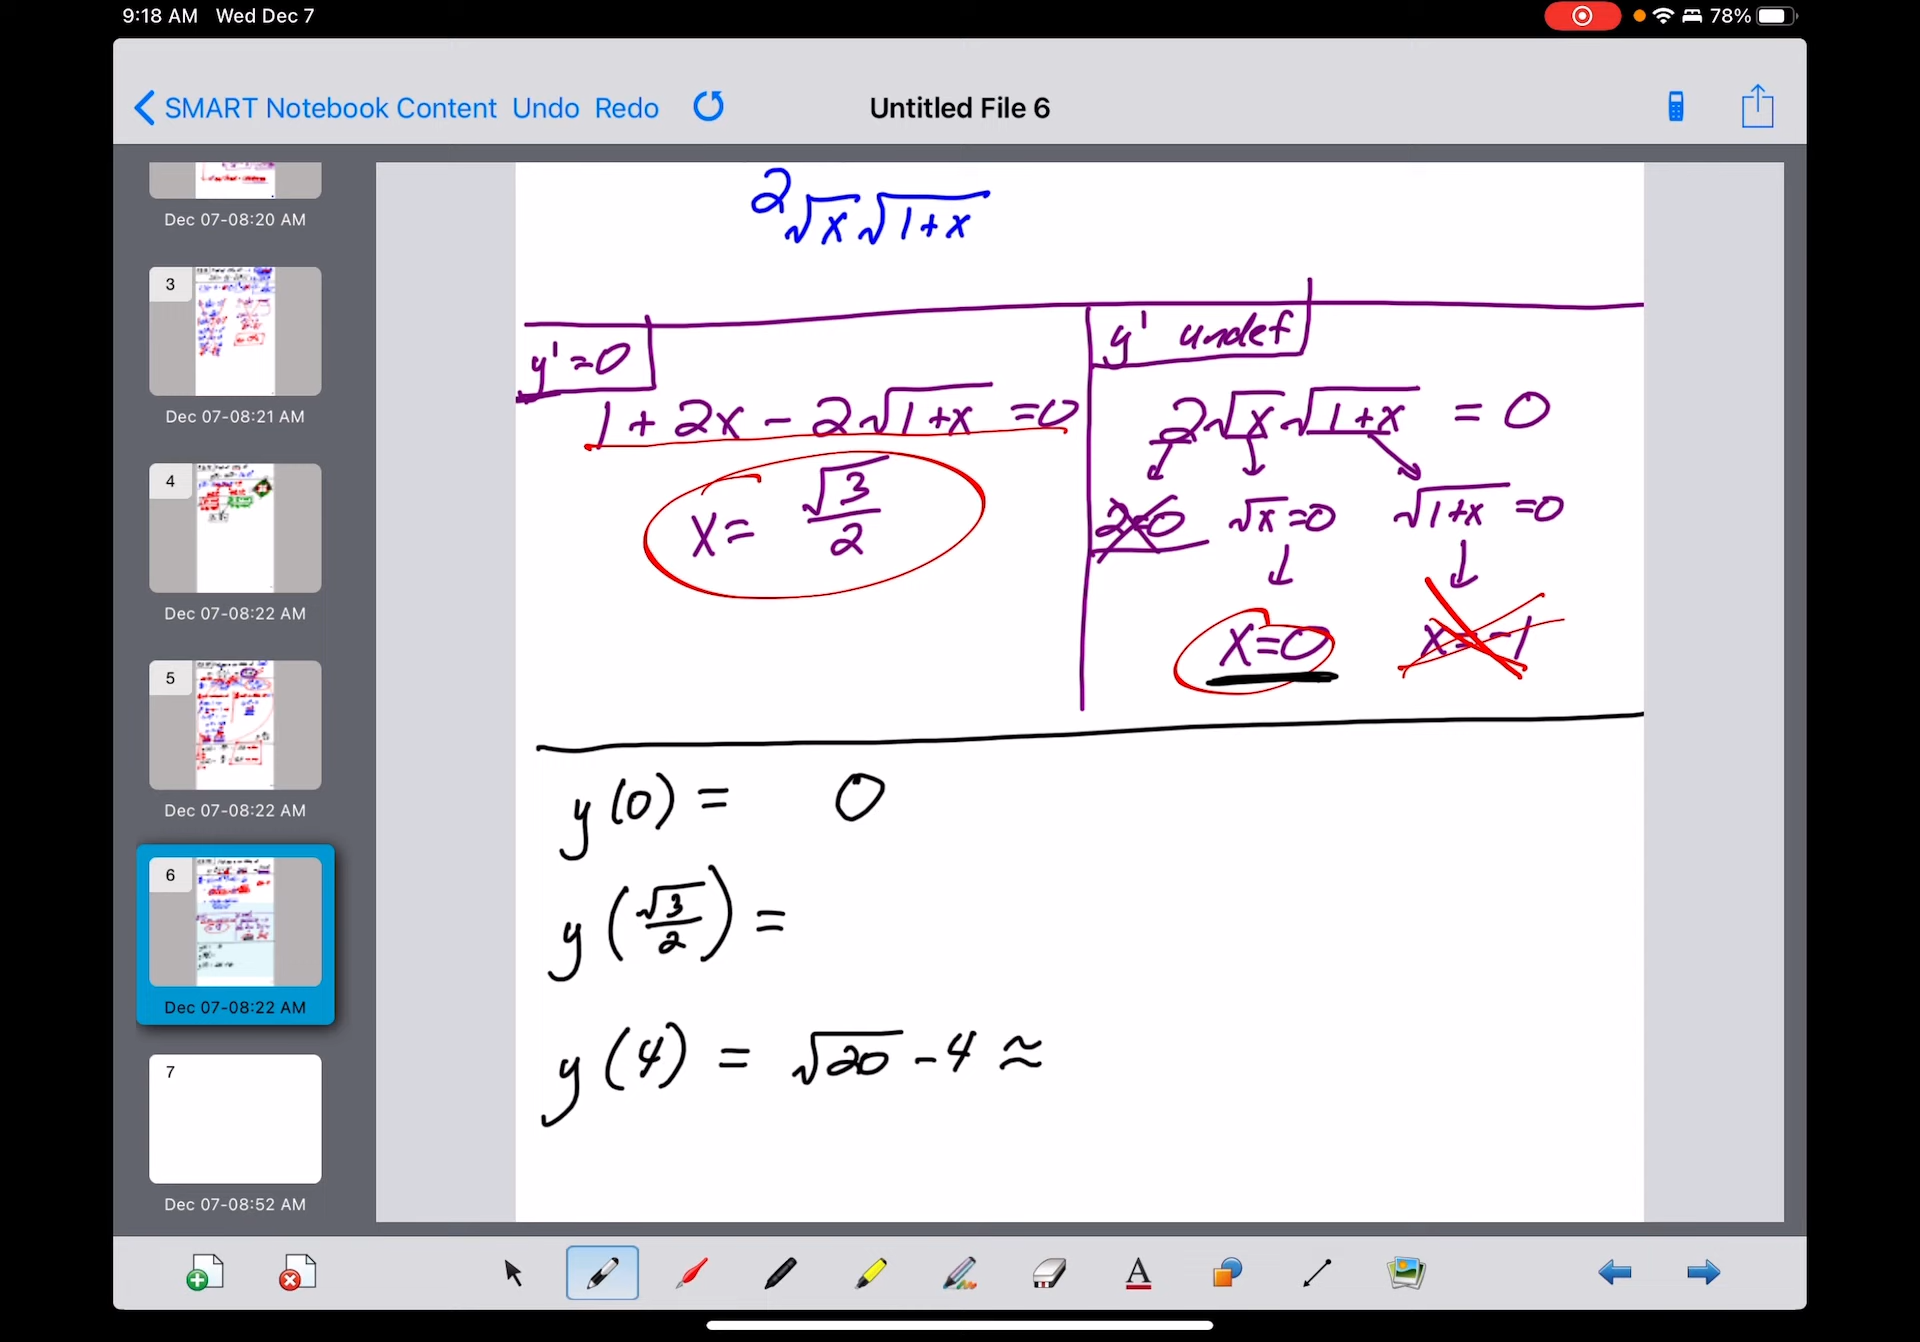 9:18 AM Wed Dec 7
78%
SMART Notebook Content Undo Redo
Untitled File 6
Dec 07-08:20 AM
3
Dec 07-08:21 AM
4
Dec 07-08:22 AM
5
Dec 07-08:22 AM
6
Dec 07-08:22 AM
7
Dec 07-08:52 AM
2√x √(1+x)
y'=0
1 + 2x - 2√(1+x) =0
x= √3/2
y' undef
2√x √(1+x) = 0
2=0 √x=0 √(1+x)=0
x=0 x=-1
y(0) = 0
y(√3/2) =
y(4) = √20 - 4 ≈
A